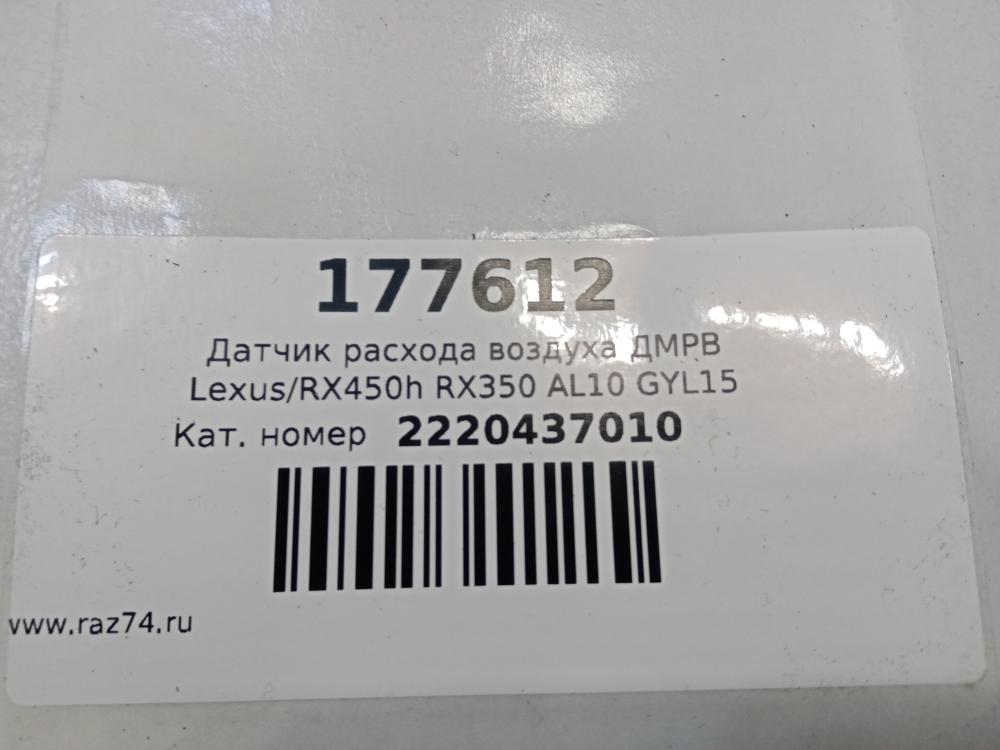 177612
Датчик расхода воздуха ДМРВ
Lexus/RX450h RX350 AL10 GYL15
Кат. номер 2220437010
www.raz74.ru